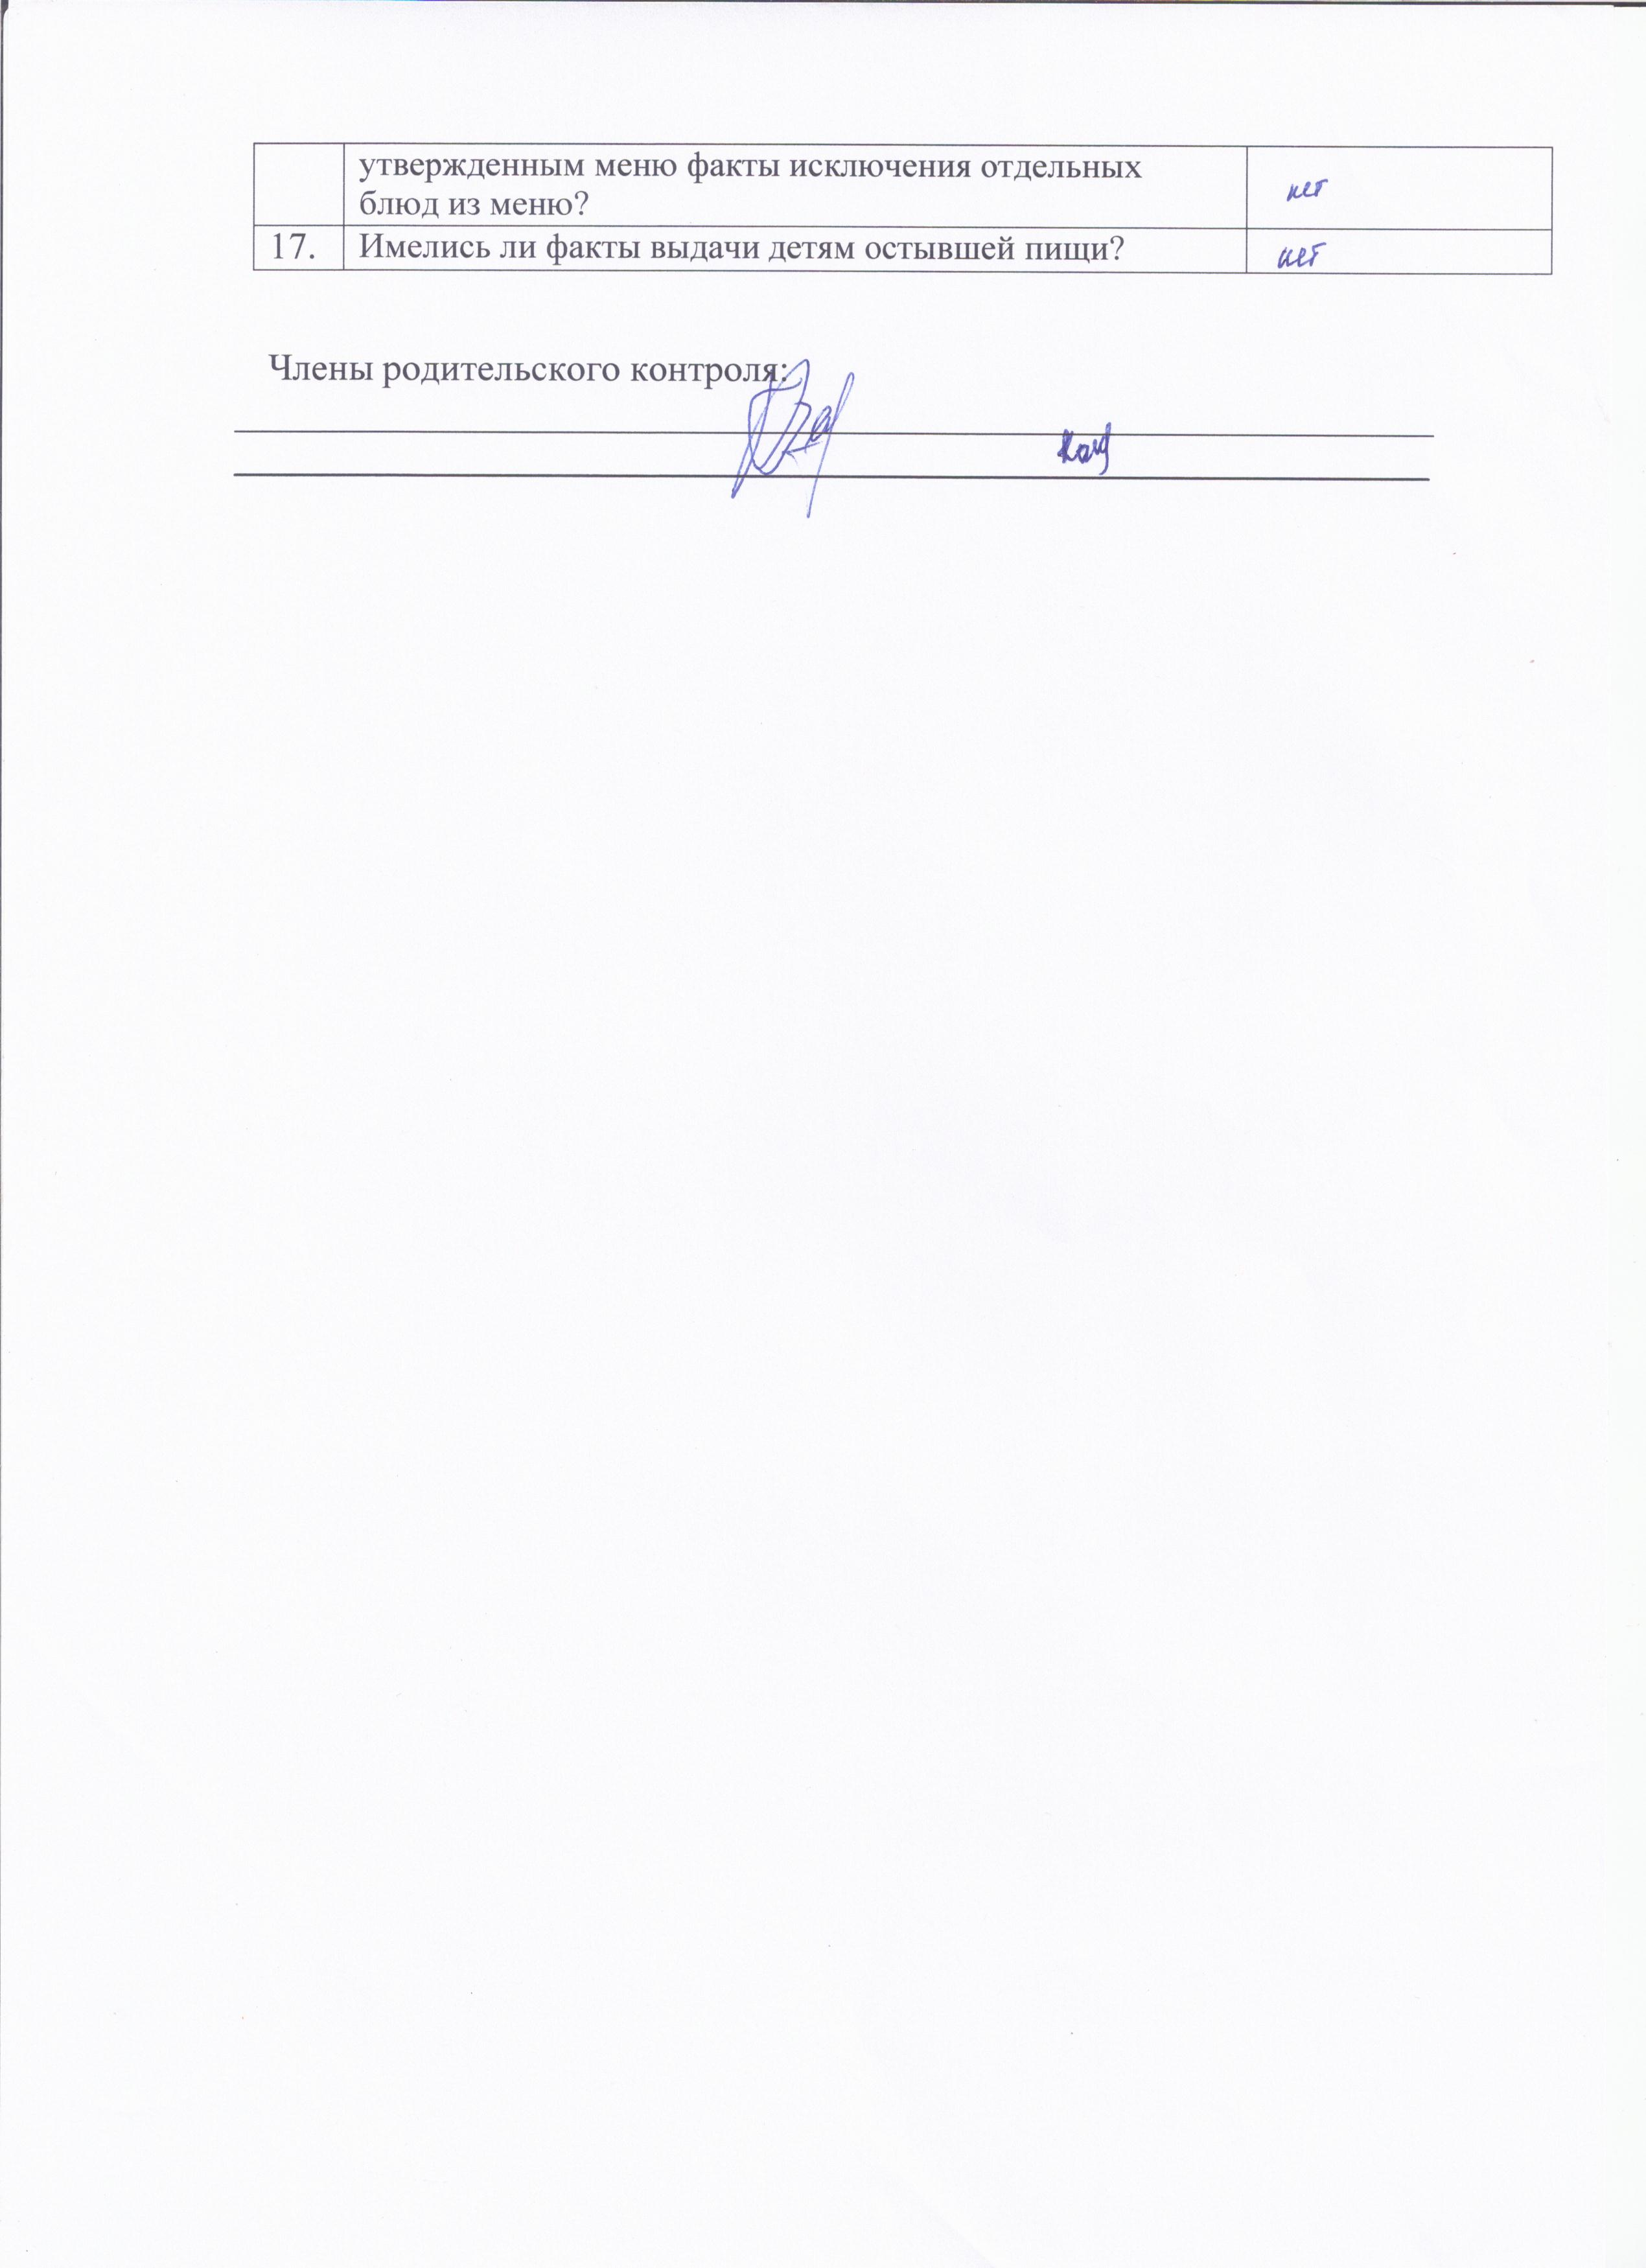 утвержденным меню факты исключения отдельных
блюд из меню?
нет
17. Имелись ли факты выдачи детям остывшей пищи? нет
Члены родительского контроля: